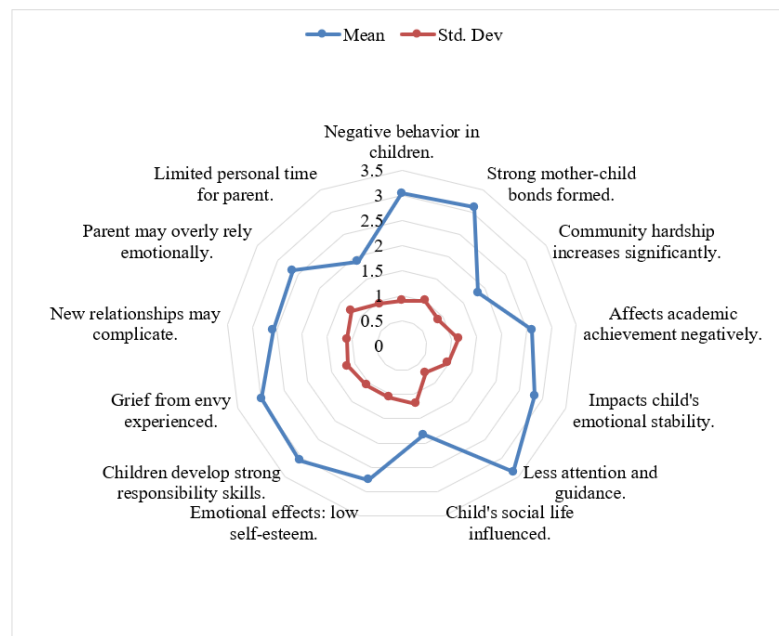 Mean Std. Dev
Negative behavior in
children.
Strong mother-child
bonds formed.
Community hardship
increases significantly.
Affects academic
achievement negatively.
Impacts child's
emotional stability.
Less attention and
guidance.
Child's social life
influenced.
Emotional effects: low
self-esteem.
Children develop strong
responsibility skills.
Grief from envy
experienced.
New relationships may
complicate.
Parent may overly rely
emotionally.
Limited personal time
for parent.
3.5
3
2.5
2
1.5
1
0.5
0